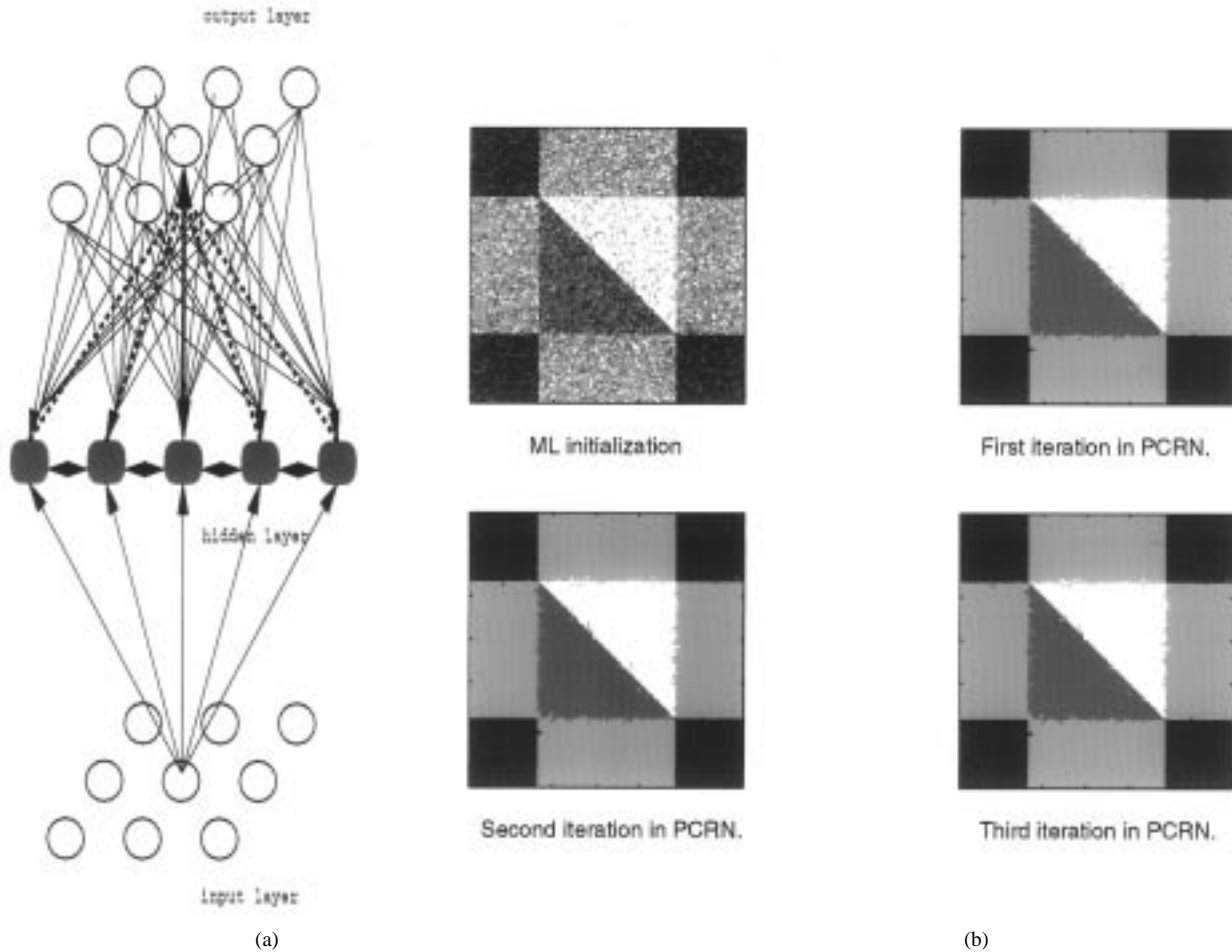 output layer
hidden layer
input layer
(a)
ML initialization
First iteration in PCRN.
Second iteration in PCRN.
Third iteration in PCRN.
(b)